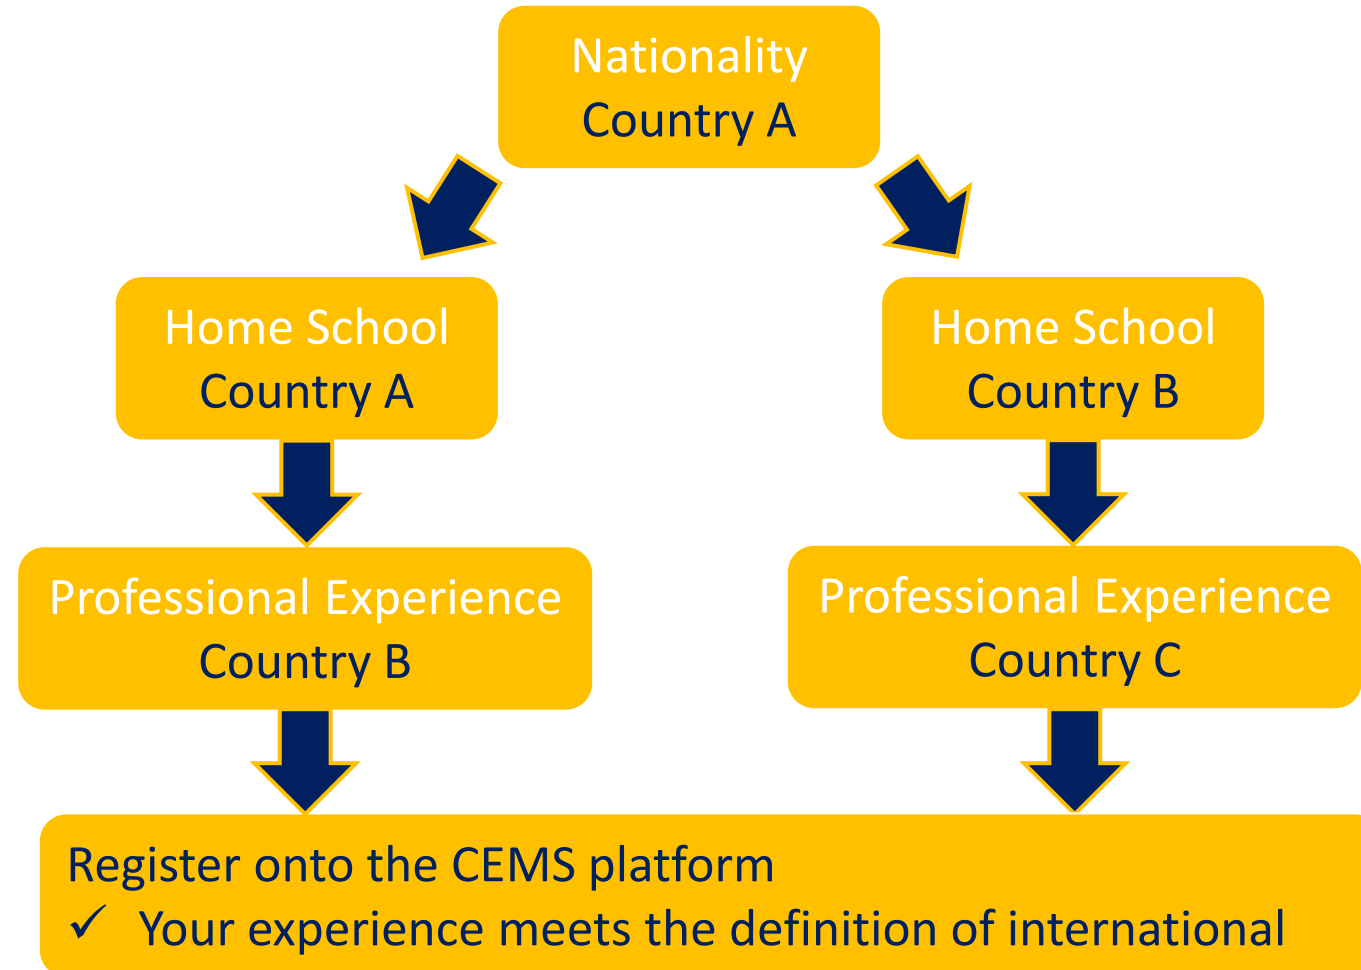 Nationality
Country A
Home School
Country A
Home School
Country B
Professional Experience
Country B
Professional Experience
Country C
Register onto the CEMS platform
✓ Your experience meets the definition of international